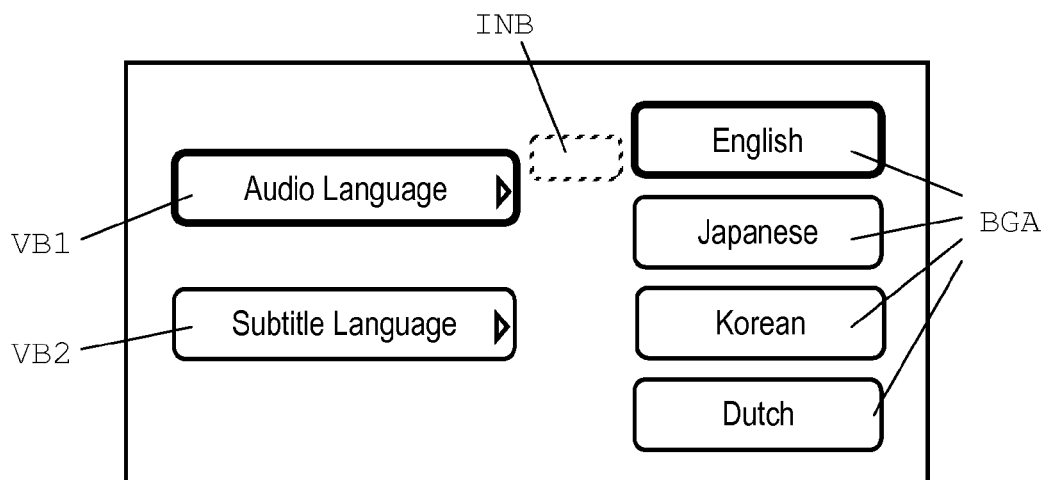 INB
English
Audio Language
VB1
Japanese
BGA
Subtitle Language
Korean
VB2
Dutch